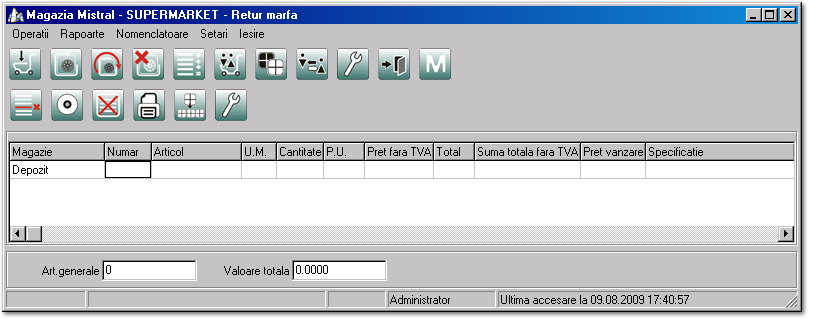 Magazia Mistral - SUPERMARKET - Retur marfa
Operatii Rapoarte Nomenclatoare Setari Iesire
M
Magazie Numar Articol U.M. Cantitate P.U. Pret fara TVA Total Suma totala fara TVA Pret vanzare Specificatie
Depozit
Art.generale 0 Valoare totala 0.0000
Administrator Ultima accesare la 09.08.2009 17:40:57